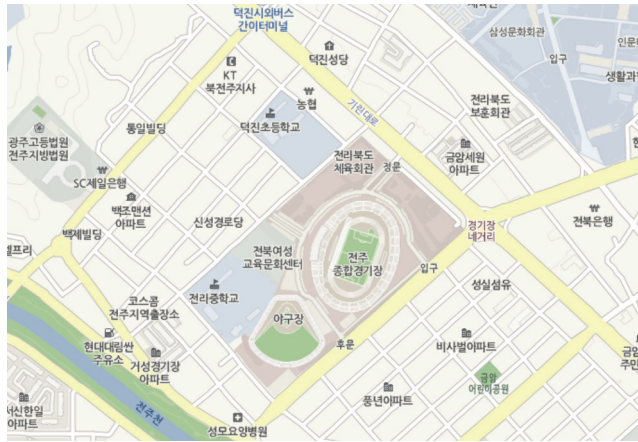 덕진시외버스
간이터미널
삼성문화회관
인문대
입구
생활과학
덕진성당
KT
북전주지사
농협
전라북도
보훈회관
기린대로
통일빌딩
덕진초등학교
광주고등법원
전주지방법원
전라북도
체육회관
정문
금암세원
아파트
SC제일은행
백조맨션
아파트
신성경로당
경기장
네거리
전북은행
백제빌딩
델프리
전북여성
교육문화센터
전주
종합경기장
입구
전라중학교
성실섬유
코스콤
전주지역출장소
야구장
현대대림싼
주유소
거성경기장
아파트
후문
비사벌아파트
금암
주민
금암
어린이공원
서신한일
아파트
전주천
풍년아파트
성모요양병원